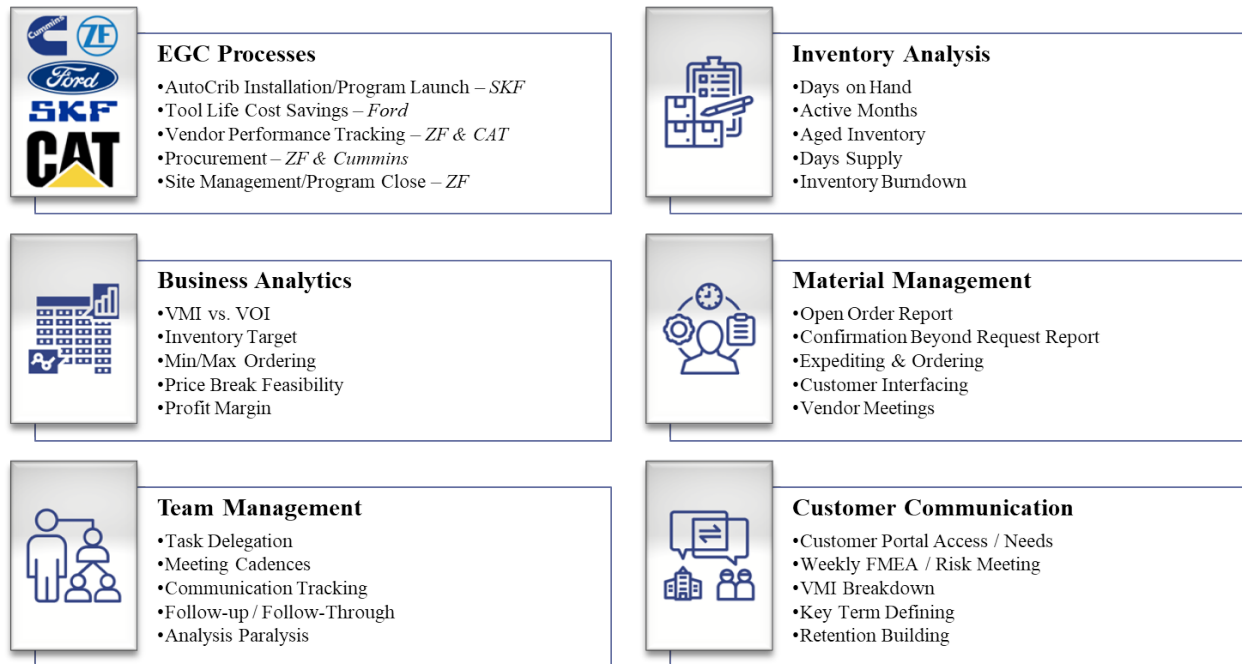 Cummins
ZF
Ford
SKF
CAT
EGC Processes
•AutoCrib Installation/Program Launch – SKF
•Tool Life Cost Savings – Ford
•Vendor Performance Tracking – ZF & CAT
•Procurement – ZF & Cummins
•Site Management/Program Close – ZF
Inventory Analysis
•Days on Hand
•Active Months
•Aged Inventory
•Days Supply
•Inventory Burndown
Business Analytics
•VMI vs. VOI
•Inventory Target
•Min/Max Ordering
•Price Break Feasibility
•Profit Margin
Material Management
•Open Order Report
•Confirmation Beyond Request Report
•Expediting & Ordering
•Customer Interfacing
•Vendor Meetings
Team Management
•Task Delegation
•Meeting Cadences
•Communication Tracking
•Follow-up / Follow-Through
•Analysis Paralysis
Customer Communication
•Customer Portal Access / Needs
•Weekly FMEA / Risk Meeting
•VMI Breakdown
•Key Term Defining
•Retention Building